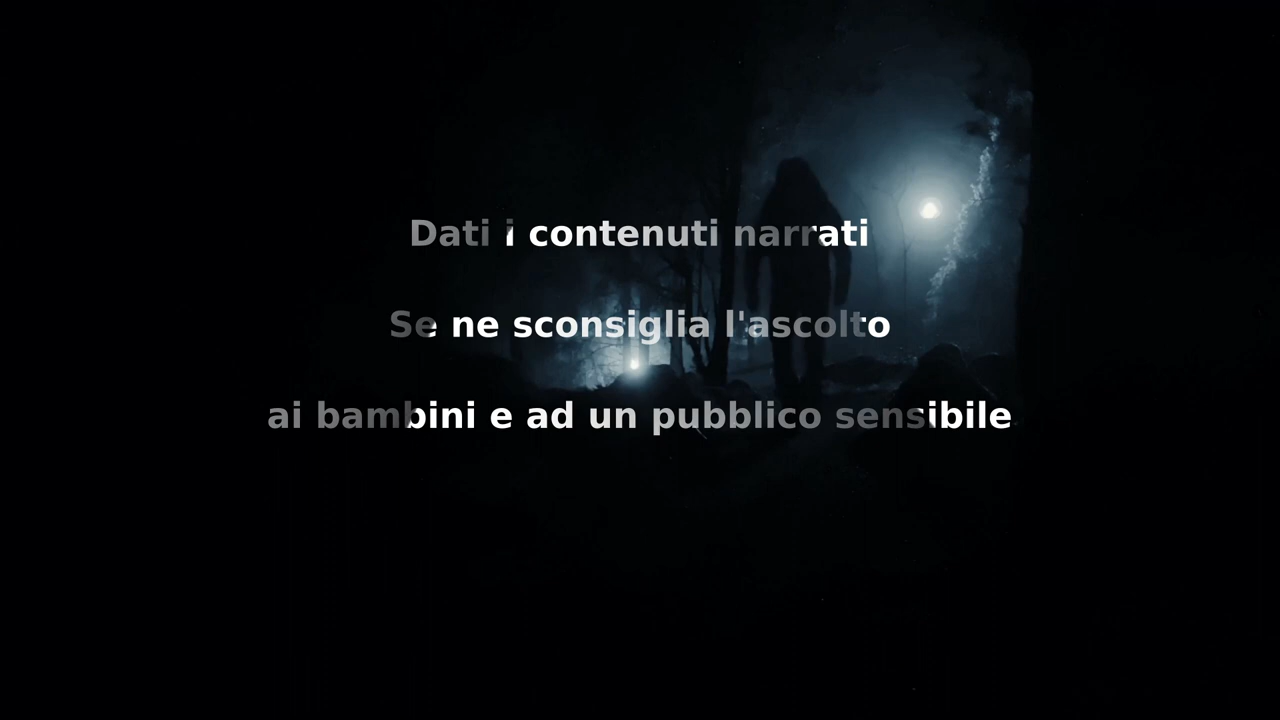 Dati i contenuti narrati
Se ne sconsiglia l'ascolto
ai bambini e ad un pubblico sensibile